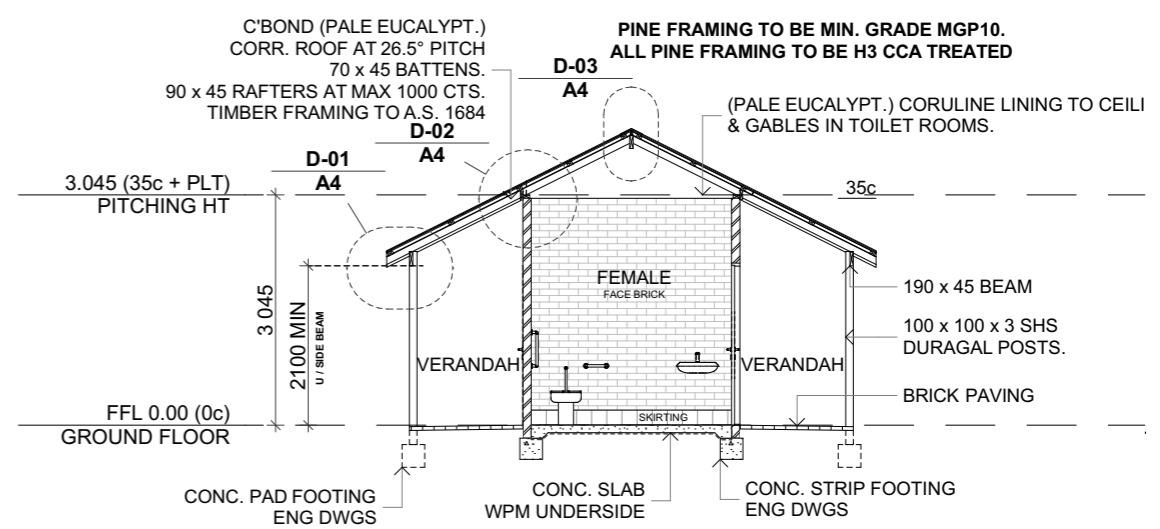 C'BOND (PALE EUCALYPT.)
CORR. ROOF AT 26.5° PITCH
70 x 45 BATTENS.
90 x 45 RAFTERS AT MAX 1000 CTS.
TIMBER FRAMING TO A.S. 1684
PINE FRAMING TO BE MIN. GRADE MGP10.
ALL PINE FRAMING TO BE H3 CCA TREATED
D-03
A4
D-02
A4
D-01
A4
(PALE EUCALYPT.) CORULINE LINING TO CEILI
& GABLES IN TOILET ROOMS.
3.045 (35c + PLT)
PITCHING HT
35c
3 045
2100 MIN
U / SIDE BEAM
FEMALE
FACE BRICK
VERANDAH
VERANDAH
SKIRTING
190 x 45 BEAM
100 x 100 x 3 SHS
DURAGAL POSTS.
BRICK PAVING
FFL 0.00 (0c)
GROUND FLOOR
CONC. PAD FOOTING
ENG DWGS
CONC. SLAB
WPM UNDERSIDE
CONC. STRIP FOOTING
ENG DWGS